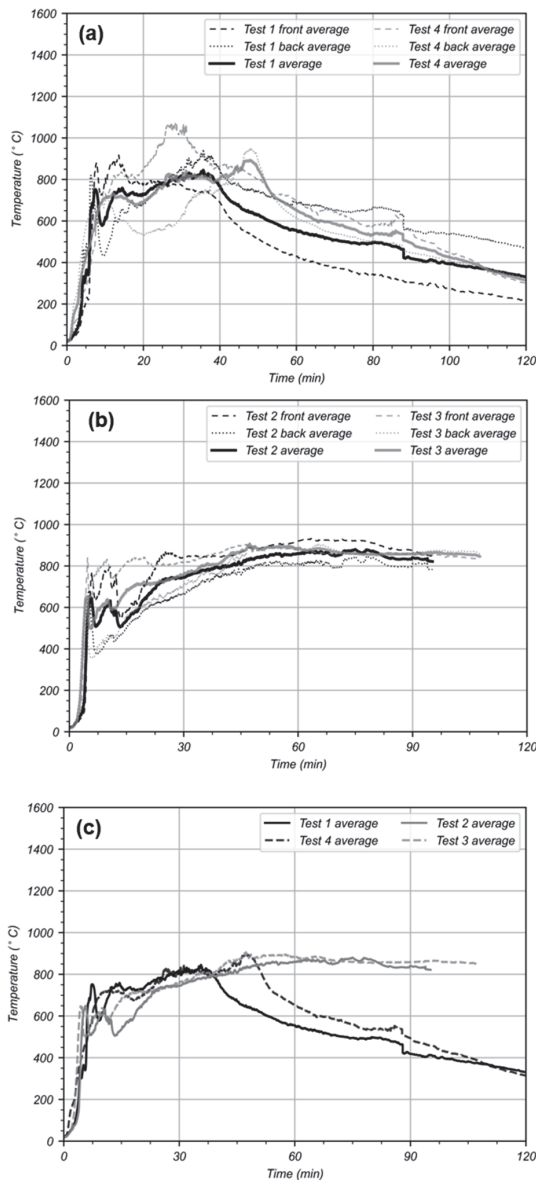 (a)
Test 1 front average Test 4 front average
Test 1 back average Test 4 back average
Test 1 average Test 4 average
1600
1400
1200
1000
800
600
400
200
0
Temperature (° C)
0 20 40 60 80 100 120
Time (min)
(b)
Test 2 front average Test 3 front average
Test 2 back average Test 3 back average
Test 2 average Test 3 average
1600
1400
1200
1000
800
600
400
200
0
Temperature (° C)
0 30 60 90 120
Time (min)
(c)
Test 1 average Test 2 average
Test 4 average Test 3 average
1600
1400
1200
1000
800
600
400
200
0
Temperature (° C)
0 30 60 90 120
Time (min)